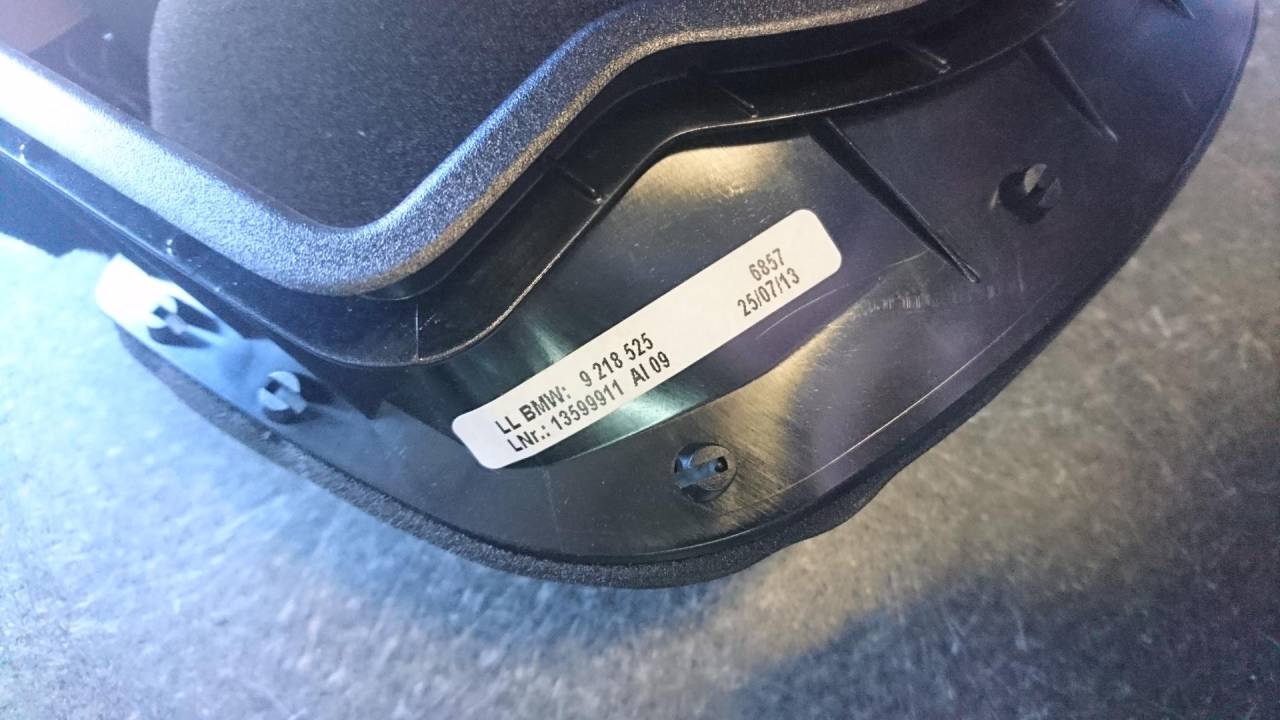 LL BMW: 9 218 525 6857
LNr.: 13599911 AI 09 25/07/13